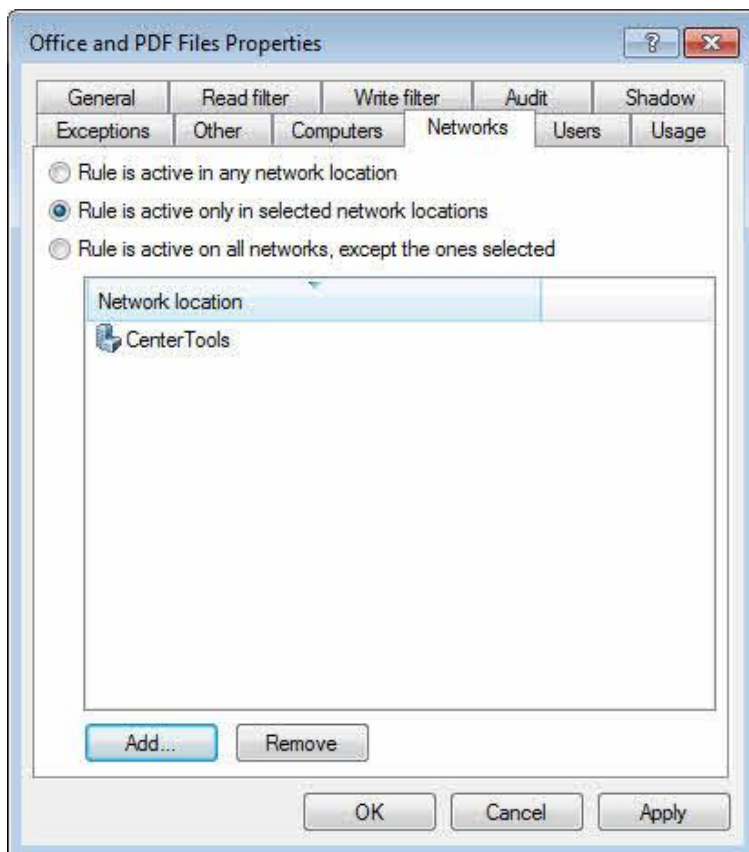 Office and PDF Files Properties
General Read filter Write filter Audit Shadow
Exceptions Other Computers Networks Users Usage
Rule is active in any network location
Rule is active only in selected network locations
Rule is active on all networks, except the ones selected
Network location
CenterTools
Add... Remove
OK Cancel Apply